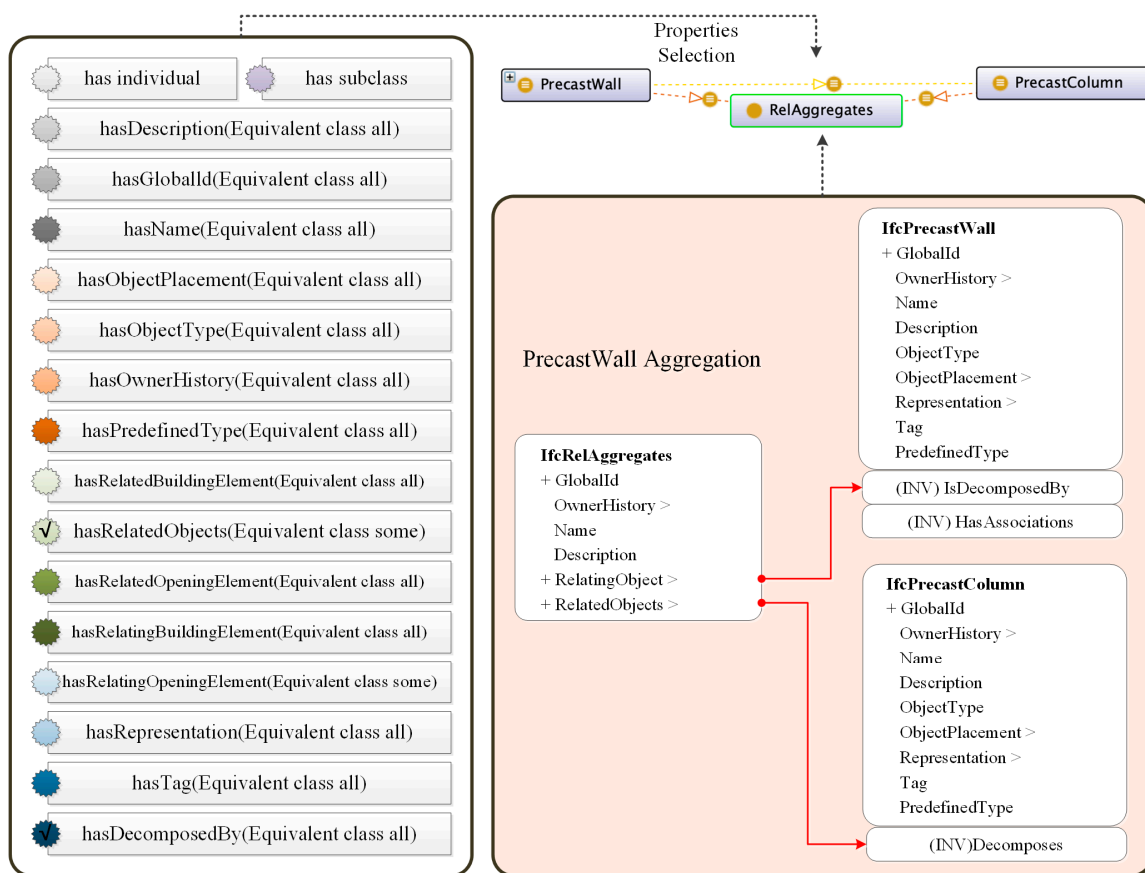 has individual
has subclass
hasDescription(Equivalent class all)
hasGlobalId(Equivalent class all)
hasName(Equivalent class all)
hasObjectPlacement(Equivalent class all)
hasObjectType(Equivalent class all)
hasOwnerHistory(Equivalent class all)
hasPredefinedType(Equivalent class all)
hasRelatedBuildingElement(Equivalent class all)
√ hasRelatedObjects(Equivalent class some)
hasRelatedOpeningElement(Equivalent class all)
hasRelatingBuildingElement(Equivalent class all)
hasRelatingOpeningElement(Equivalent class some)
hasRepresentation(Equivalent class all)
hasTag(Equivalent class all)
√ hasDecomposedBy(Equivalent class all)
Properties
Selection
PrecastWall
PrecastColumn
RelAggregates
PrecastWall Aggregation
IfcRelAggregates
+ GlobalId
OwnerHistory >
Name
Description
+ RelatingObject >
+ RelatedObjects >
IfcPrecastWall
+ GlobalId
OwnerHistory >
Name
Description
ObjectType
ObjectPlacement >
Representation >
Tag
PredefinedType
(INV) IsDecomposedBy
(INV) HasAssociations
IfcPrecastColumn
+ GlobalId
OwnerHistory >
Name
Description
ObjectType
ObjectPlacement >
Representation >
Tag
PredefinedType
(INV)Decomposes